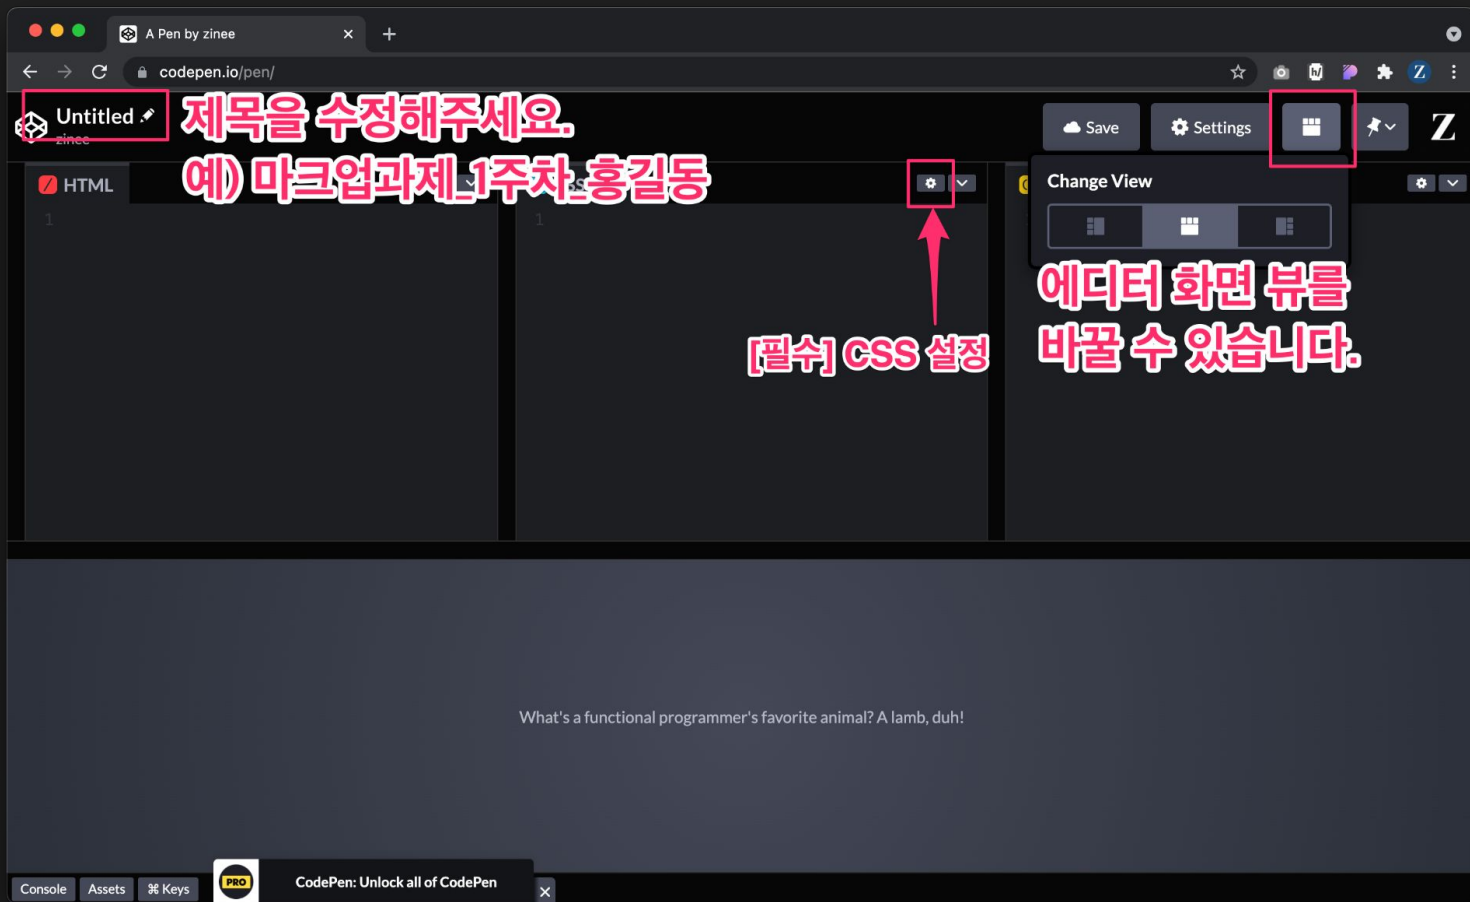 A Pen by zinee
codepen.io/pen/
Untitled
zinee
제목을 수정해주세요.
예) 마크업과제_1주차_홍길동
Save
Settings
Z
HTML
Change View
1
1
에디터 화면 뷰를
바꿀 수 있습니다.
[필수] CSS 설정
What's a functional programmer's favorite animal? A lamb, duh!
Console
Assets
⌘ Keys
PRO
CodePen: Unlock all of CodePen